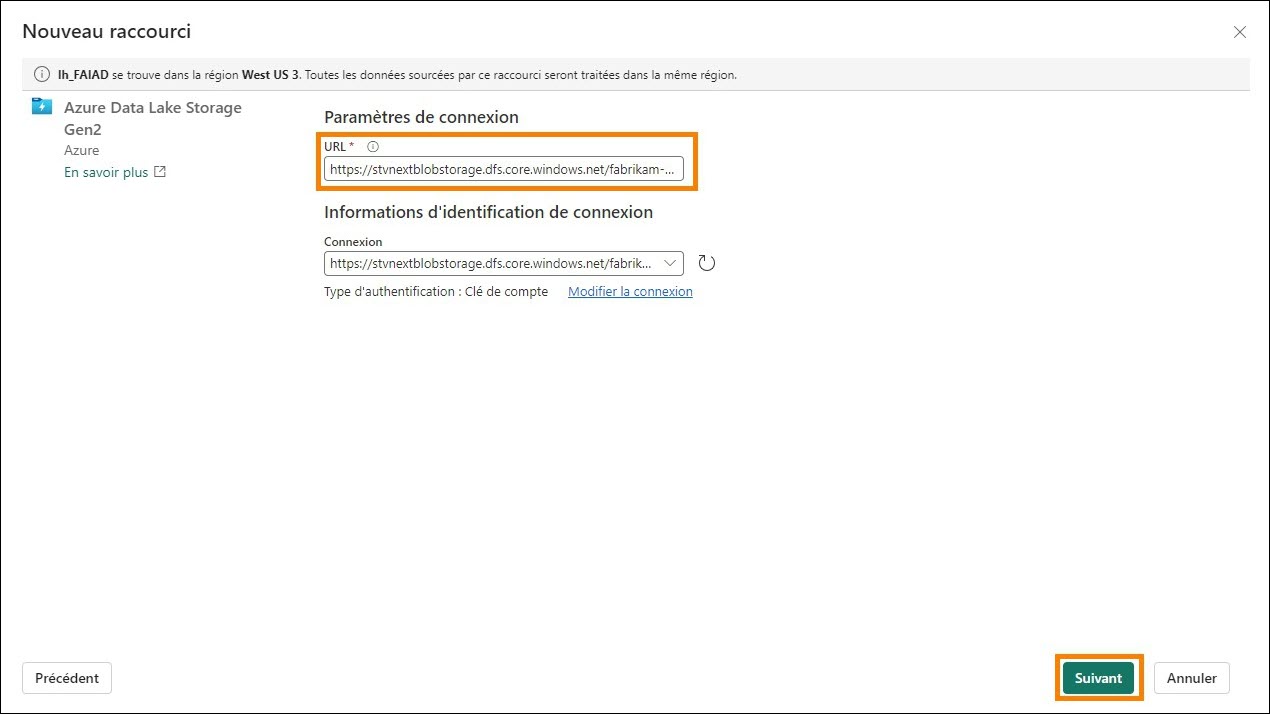 Nouveau raccourci
lh_FAIAD se trouve dans la région West US 3. Toutes les données sourcées par ce raccourci seront traitées dans la même région.
Azure Data Lake Storage
Gen2
Azure
En savoir plus
Paramètres de connexion
URL *
https://stvnextblobstorage.dfs.core.windows.net/fabrikam-...
Informations d'identification de connexion
Connexion
https://stvnextblobstorage.dfs.core.windows.net/fabrik...
Type d'authentification : Clé de compte Modifier la connexion
Précédent Suivant Annuler